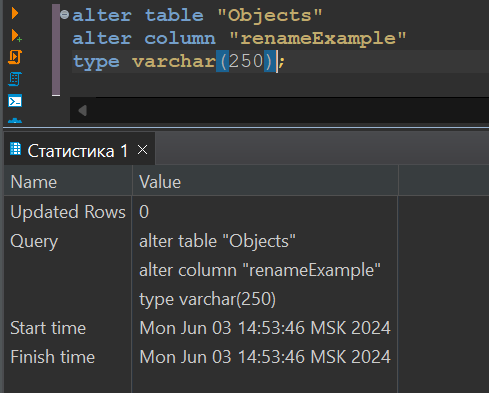 alter table "Objects"
alter column "renameExample"
type varchar(250);
Статистика 1
Name Value
Updated Rows 0
Query alter table "Objects"
alter column "renameExample"
type varchar(250)
Start time Mon Jun 03 14:53:46 MSK 2024
Finish time Mon Jun 03 14:53:46 MSK 2024